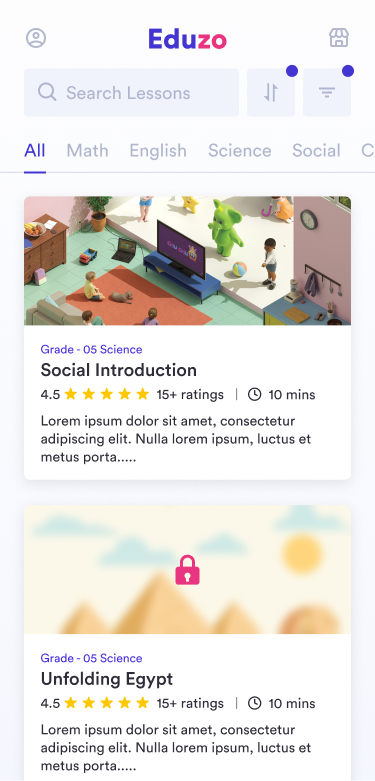 Eduzo
Search Lessons
All Math English Science Social C
Grade - 05 Science
Social Introduction
4.5 15+ ratings | 10 mins
Lorem ipsum dolor sit amet, consectetur
adipiscing elit. Nulla lorem ipsum, luctus et
metus porta.....
Grade - 05 Science
Unfolding Egypt
4.5 15+ ratings | 10 mins
Lorem ipsum dolor sit amet, consectetur
adipiscing elit. Nulla lorem ipsum, luctus et
metus porta.....